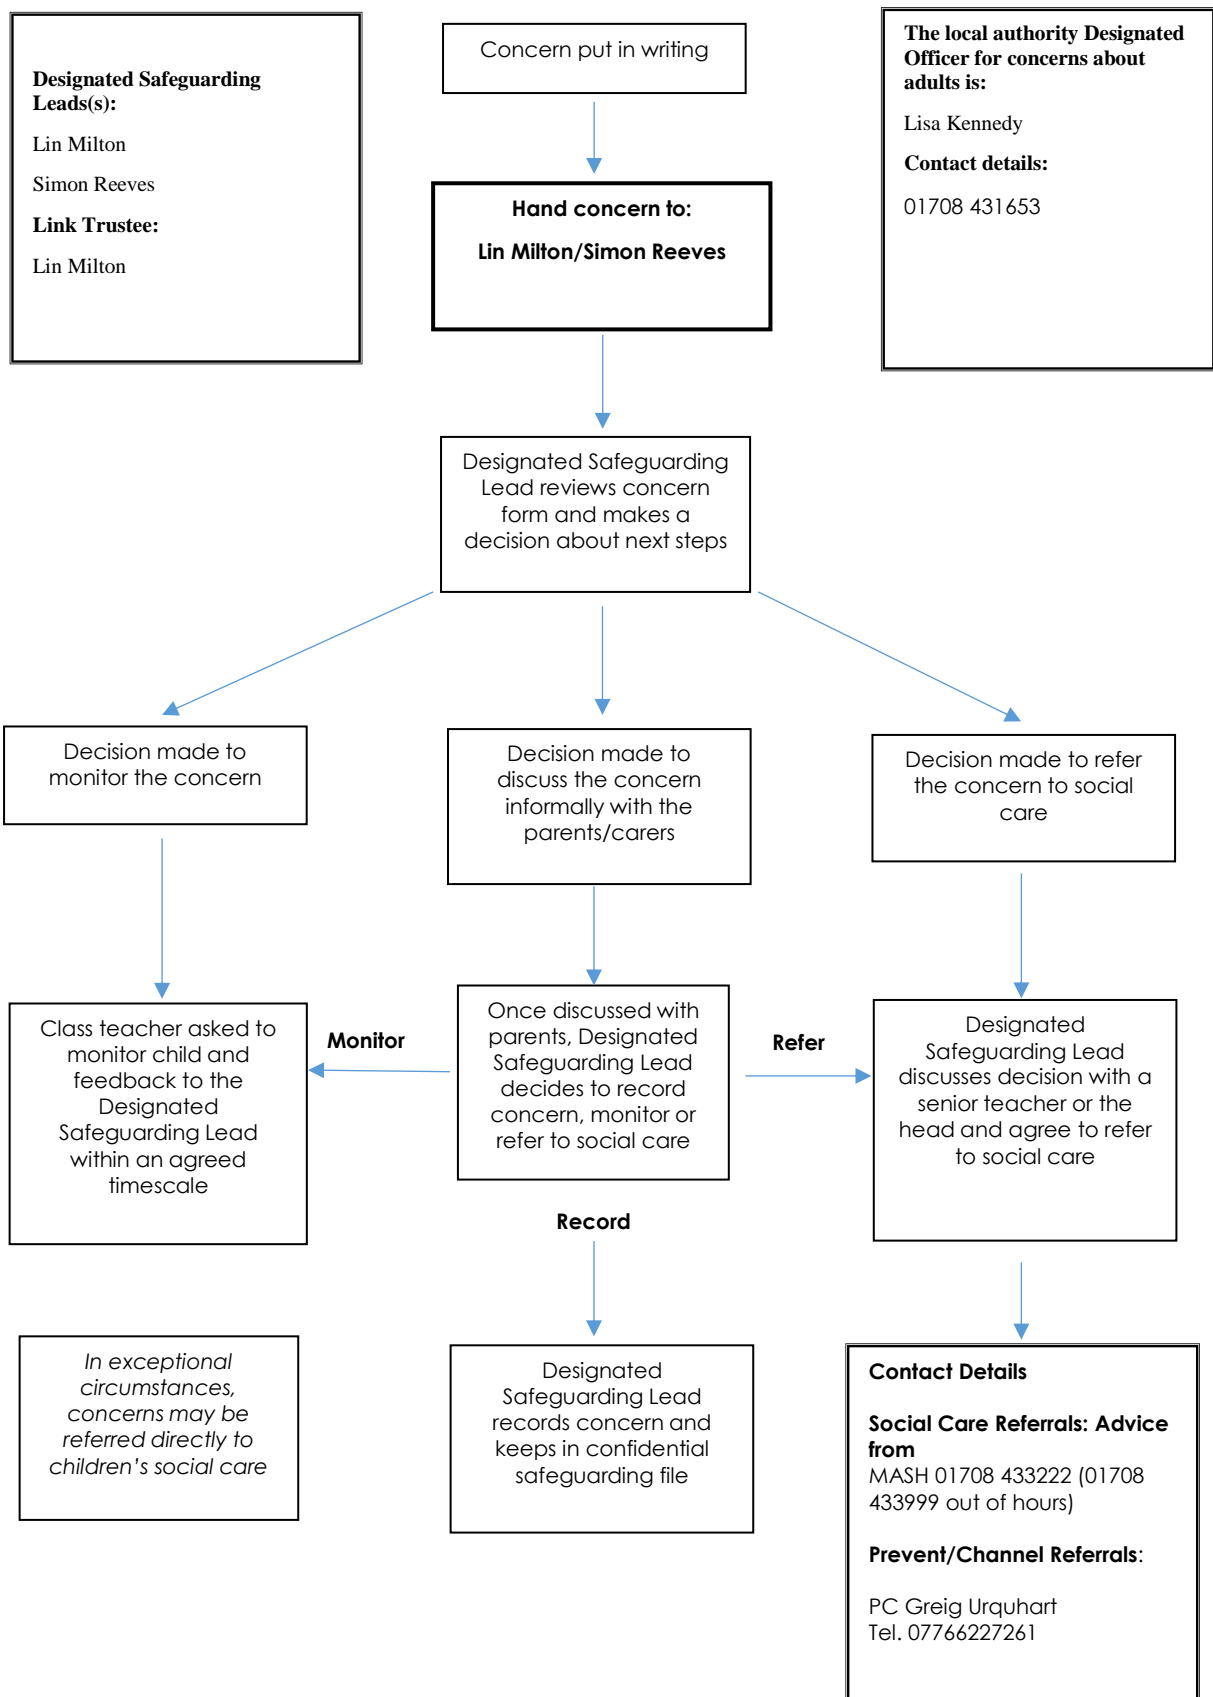 Designated Safeguarding
Leads(s):
Lin Milton
Simon Reeves
Link Trustee:
Lin Milton
Concern put in writing
The local authority Designated
Officer for concerns about
adults is:
Lisa Kennedy
Contact details:
01708 431653
Hand concern to:
Lin Milton/Simon Reeves
Designated Safeguarding
Lead reviews concern
form and makes a
decision about next steps
Decision made to
monitor the concern
Decision made to
discuss the concern
informally with the
parents/carers
Decision made to refer
the concern to social
care
Class teacher asked to
monitor child and
feedback to the
Designated
Safeguarding Lead
within an agreed
timescale
Monitor
Once discussed with
parents, Designated
Safeguarding Lead
decides to record
concern, monitor or
refer to social care
Refer
Designated
Safeguarding Lead
discusses decision with a
senior teacher or the
head and agree to refer
to social care
Record
In exceptional
circumstances,
concerns may be
referred directly to
children’s social care
Designated
Safeguarding Lead
records concern and
keeps in confidential
safeguarding file
Contact Details
Social Care Referrals: Advice
from
MASH 01708 433222 (01708
433999 out of hours)
Prevent/Channel Referrals:
PC Greig Urquhart
Tel. 07766227261